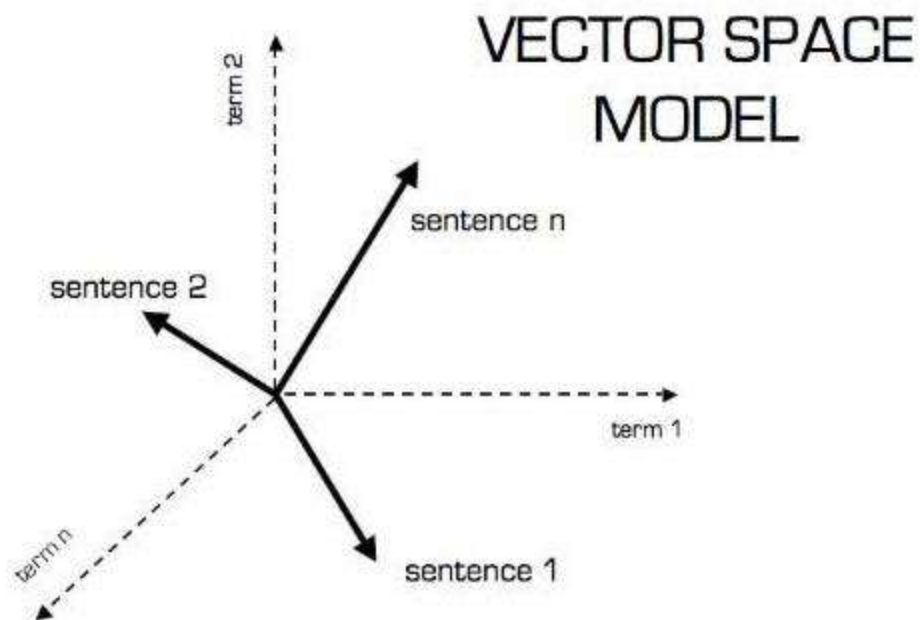 VECTOR SPACE
MODEL
term 2
sentence n
sentence 2
term 1
term n
sentence 1